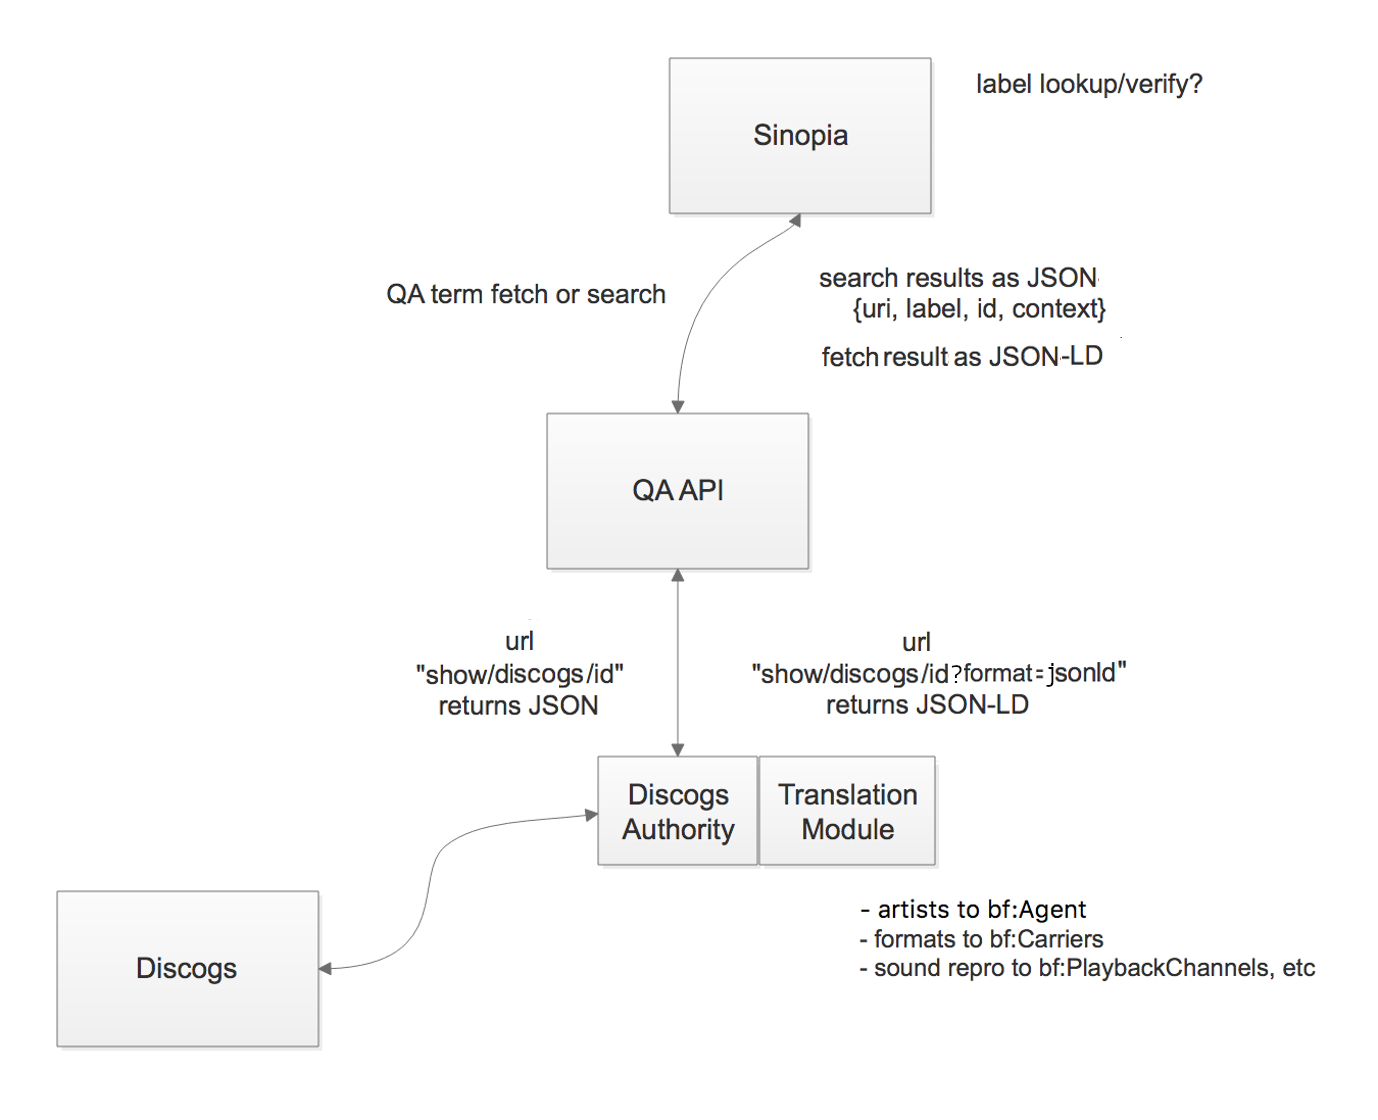 Sinopia
label lookup/verify?
QA term fetch or search
search results as JSON-
{uri, label, id, context}
fetch result as JSON-LD
QA API
url
"show/discogs/id"
returns JSON
url
"show/discogs/id?format=jsonld"
returns JSON-LD
Discogs
Authority
Translation
Module
- artists to bf:Agent
- formats to bf:Carriers
- sound repro to bf:PlaybackChannels, etc
Discogs